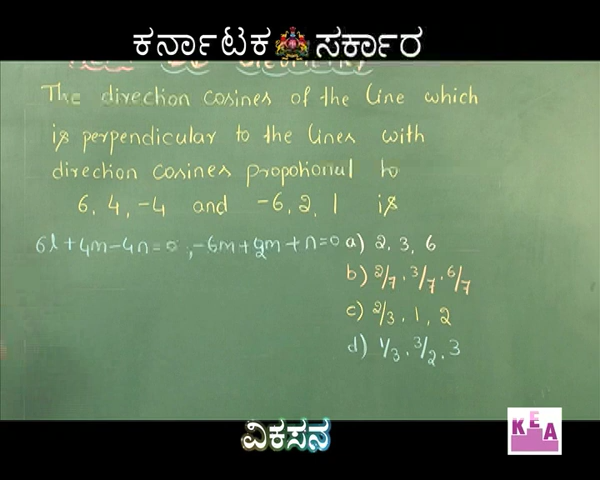 ಕರ್ನಾಟಕ ಸರ್ಕಾರ
The direction cosines of the line which
is perpendicular to the lines with
direction cosines propotional to
6, 4, -4 and -6, 2, 1 is
6l + 4m - 4n = 0, -6m + 2m + n = 0 a) 2, 3, 6
b) 2/7, 3/7, 6/7
c) 2/3, 1, 2
d) 1/3, 3/2, 3
ವಿಕಸನ
KEA